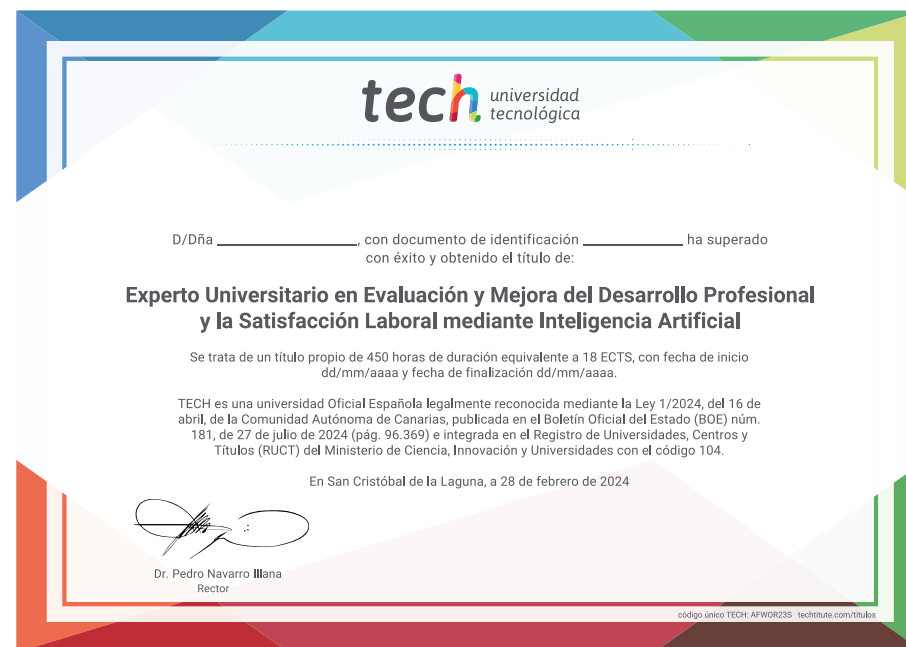 tech universidad
tecnológica
D/Dña ____________________, con documento de identificación ______________ ha superado
con éxito y obtenido el título de:
Experto Universitario en Evaluación y Mejora del Desarrollo Profesional
y la Satisfacción Laboral mediante Inteligencia Artificial
Se trata de un título propio de 450 horas de duración equivalente a 18 ECTS, con fecha de inicio
dd/mm/aaaa y fecha de finalización dd/mm/aaaa.
TECH es una universidad Oficial Española legalmente reconocida mediante la Ley 1/2024, del 16 de
abril, de la Comunidad Autónoma de Canarias, publicada en el Boletín Oficial del Estado (BOE) núm.
181, de 27 de julio de 2024 (pág. 96.369) e integrada en el Registro de Universidades, Centros y
Títulos (RUCT) del Ministerio de Ciencia, Innovación y Universidades con el código 104.
En San Cristóbal de la Laguna, a 28 de febrero de 2024
Dr. Pedro Navarro Illana
Rector
código único TECH: AFWOR23S techtitute.com/titulos